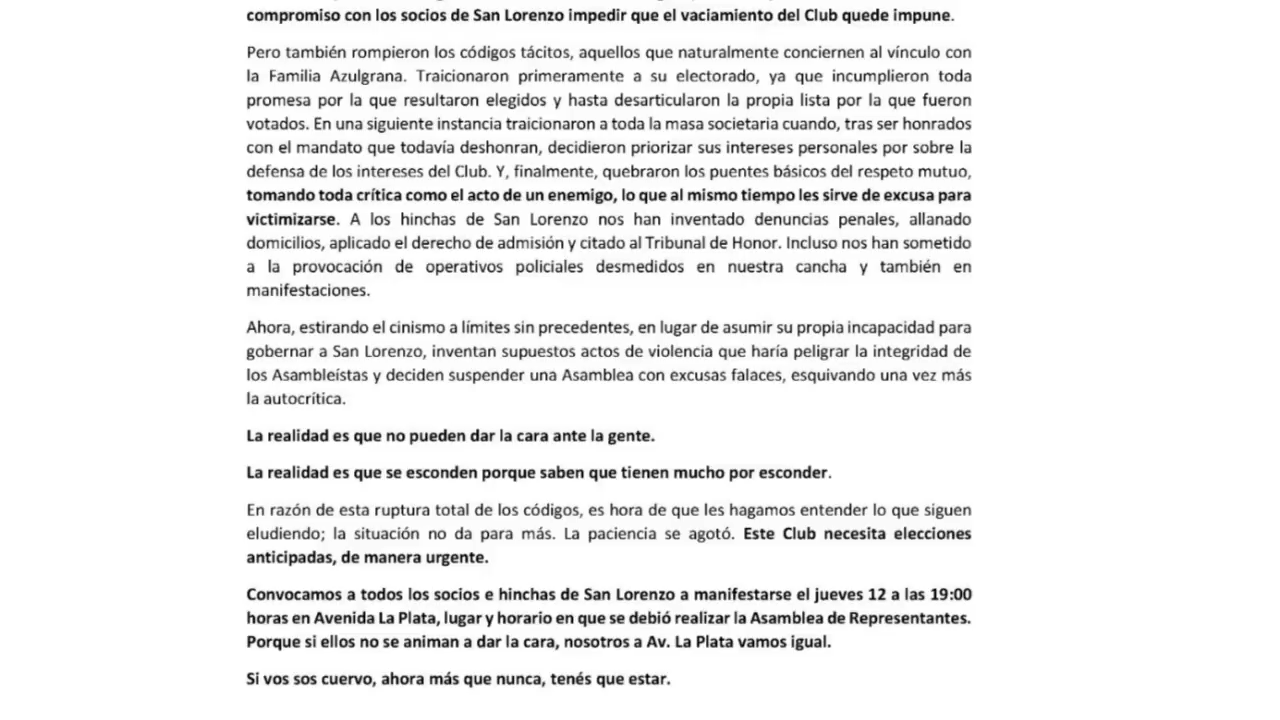 compromiso con los socios de San Lorenzo impedir que el vaciamiento del Club quede impune.
Pero también rompieron los códigos tácitos, aquellos que naturalmente conciernen al vínculo con
la Familia Azulgrana. Traicionaron primeramente a su electorado, ya que incumplieron toda
promesa por la que resultaron elegidos y hasta desarticularon la propia lista por la que fueron
votados. En una siguiente instancia traicionaron a toda la masa societaria cuando, tras ser honrados
con el mandato que todavía deshonran, decidieron priorizar sus intereses personales por sobre la
defensa de los intereses del Club. Y, finalmente, quebraron los puentes básicos del respeto mutuo,
tomando toda crítica como el acto de un enemigo, lo que al mismo tiempo les sirve de excusa para
victimizarse. A los hinchas de San Lorenzo nos han inventado denuncias penales, allanado
domicilios, aplicado el derecho de admisión y citado al Tribunal de Honor. Incluso nos han sometido
a la provocación de operativos policiales desmedidos en nuestra cancha y también en
manifestaciones.
Ahora, estirando el cinismo a límites sin precedentes, en lugar de asumir su propia incapacidad para
gobernar a San Lorenzo, inventan supuestos actos de violencia que haría peligrar la integridad de
los Asambleístas y deciden suspender una Asamblea con excusas falaces, esquivando una vez más
la autocrítica.
La realidad es que no pueden dar la cara ante la gente.
La realidad es que se esconden porque saben que tienen mucho por esconder.
En razón de esta ruptura total de los códigos, es hora de que les hagamos entender lo que siguen
eludiendo; la situación no da para más. La paciencia se agotó. Este Club necesita elecciones
anticipadas, de manera urgente.
Convocamos a todos los socios e hinchas de San Lorenzo a manifestarse el jueves 12 a las 19:00
horas en Avenida La Plata, lugar y horario en que se debió realizar la Asamblea de Representantes.
Porque si ellos no se animan a dar la cara, nosotros a Av. La Plata vamos igual.
Si vos sos cuervo, ahora más que nunca, tenés que estar.